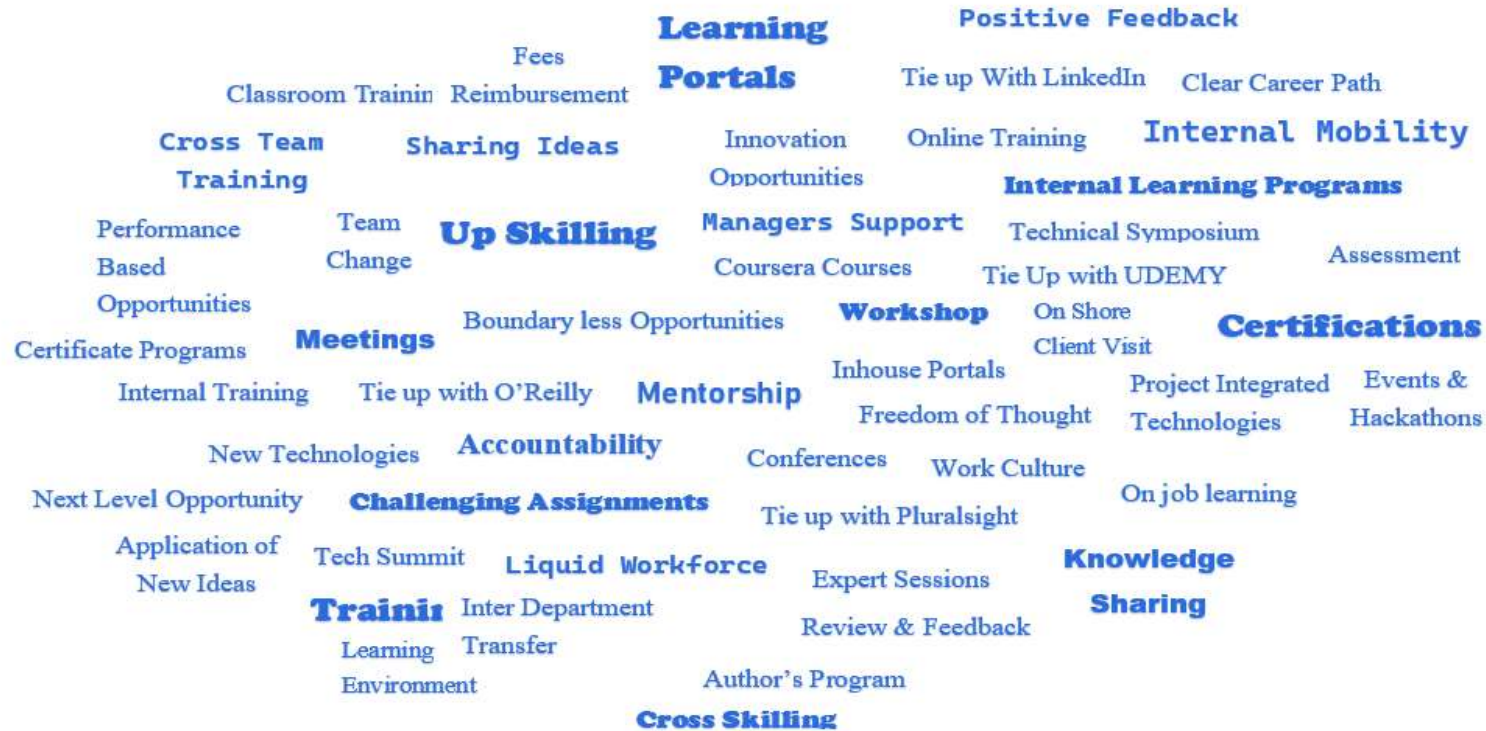 Learning
Portals
Positive Feedback
Fees
Reimbursement
Classroom Trainin
Tie up With LinkedIn
Clear Career Path
Cross Team
Training
Sharing Ideas
Innovation
Opportunities
Online Training
Internal Mobility
Internal Learning Programs
Performance
Based
Opportunities
Team
Change
Up Skilling
Managers Support
Technical Symposium
Assessment
Coursera Courses
Tie Up with UDEMY
Boundary less Opportunities
Workshop
On Shore
Client Visit
Certifications
Certificate Programs
Meetings
Inhouse Portals
Internal Training
Tie up with O’Reilly
Mentorship
Project Integrated
Technologies
Events &
Hackathons
Freedom of Thought
New Technologies
Accountability
Conferences
Work Culture
Next Level Opportunity
Challenging Assignments
Tie up with Pluralsight
On job learning
Application of
New Ideas
Tech Summit
Liquid Workforce
Expert Sessions
Knowledge
Sharing
Trainin
Inter Department
Transfer
Review & Feedback
Learning
Environment
Author’s Program
Cross Skilling